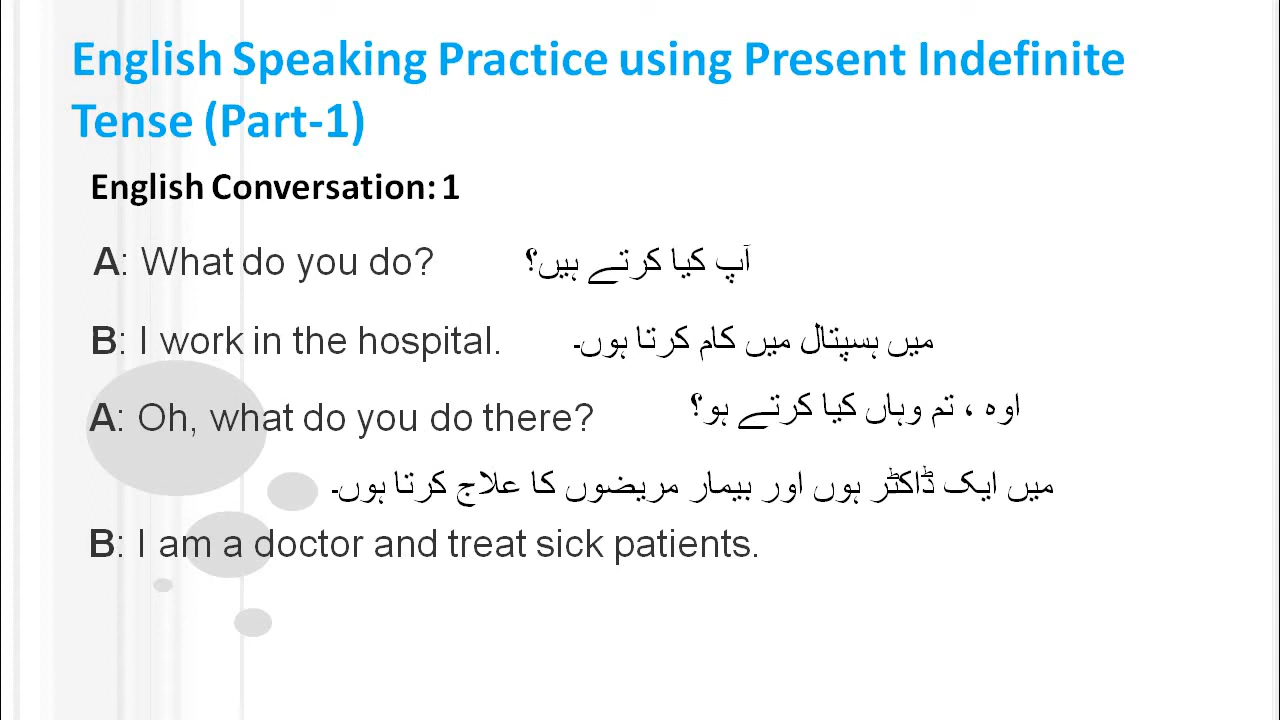 English Speaking Practice using Present Indefinite
Tense (Part-1)
English Conversation: 1
A: What do you do? آپ کیا کرتے ہیں؟
B: I work in the hospital. میں ہسپتال میں کام کرتا ہوں۔
A: Oh, what do you do there? اوہ ، تم وہاں کیا کرتے ہو؟
میں ایک ڈاکٹر ہوں اور بیمار مریضوں کا علاج کرتا ہوں۔
B: I am a doctor and treat sick patients.